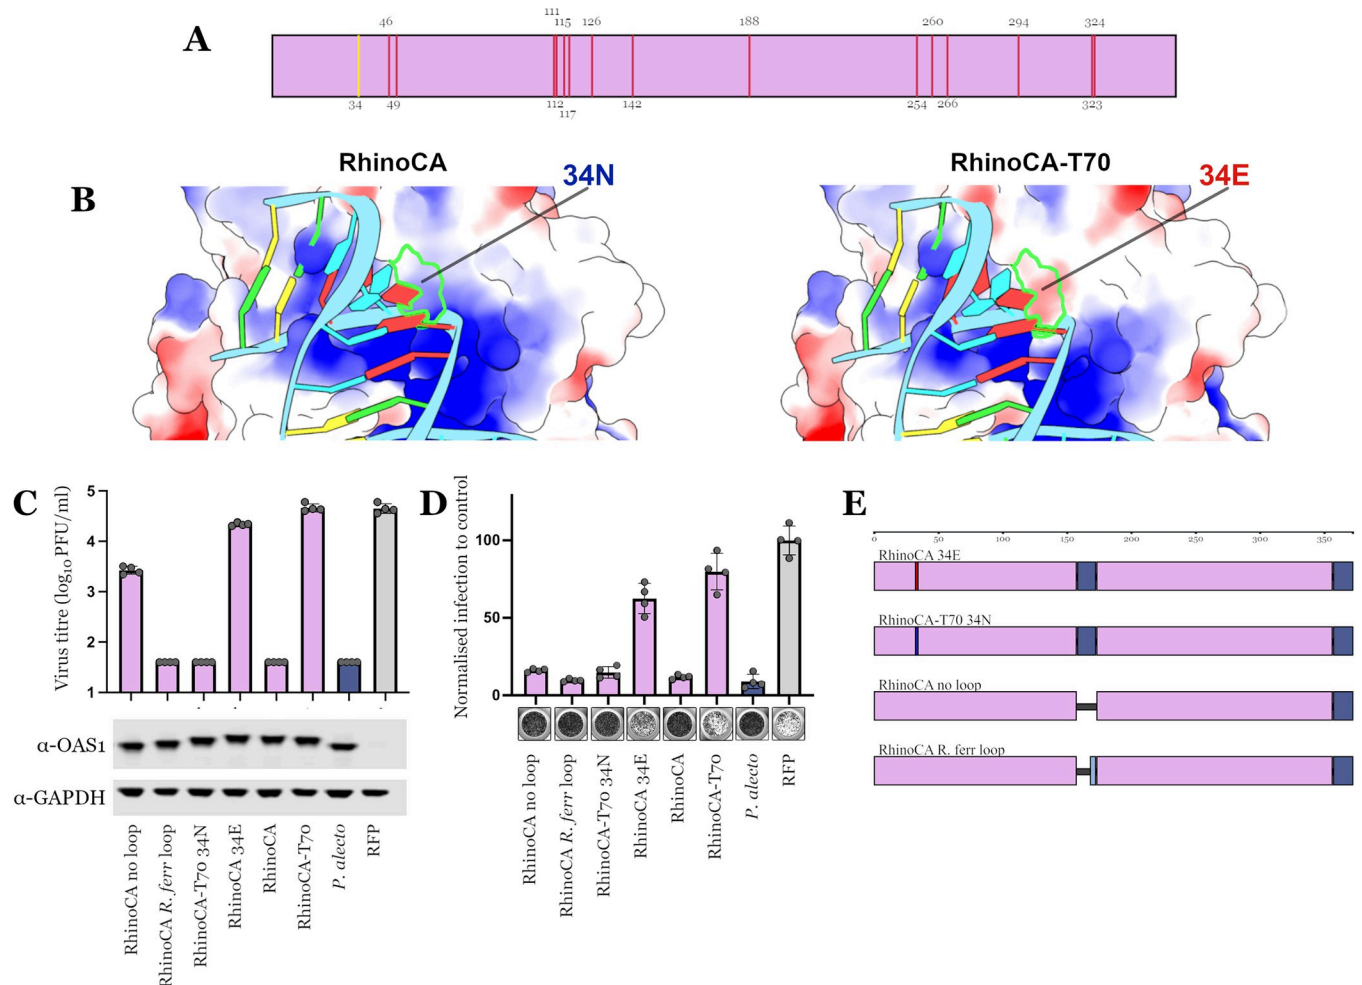 A
111
46 115 126 188 260 294 324
34 49 112 142 254 266 323
117
B
RhinoCA
34N
RhinoCA-T70
34E
C
Virus titre (log₁₀ PFU/ml)
5
4
3
2
1
α-OAS1
α-GAPDH
RhinoCA no loop
RhinoCA R. ferr loop
RhinoCA-T70 34N
RhinoCA 34E
RhinoCA
RhinoCA-T70
P. alecto
RFP
D
Normalised infection to control
100
50
0
RhinoCA no loop
RhinoCA R. ferr loop
RhinoCA-T70 34N
RhinoCA 34E
RhinoCA
RhinoCA-T70
P. alecto
RFP
E
0 50 100 150 200 250 300 350
RhinoCA 34E
RhinoCA-T70 34N
RhinoCA no loop
RhinoCA R. ferr loop